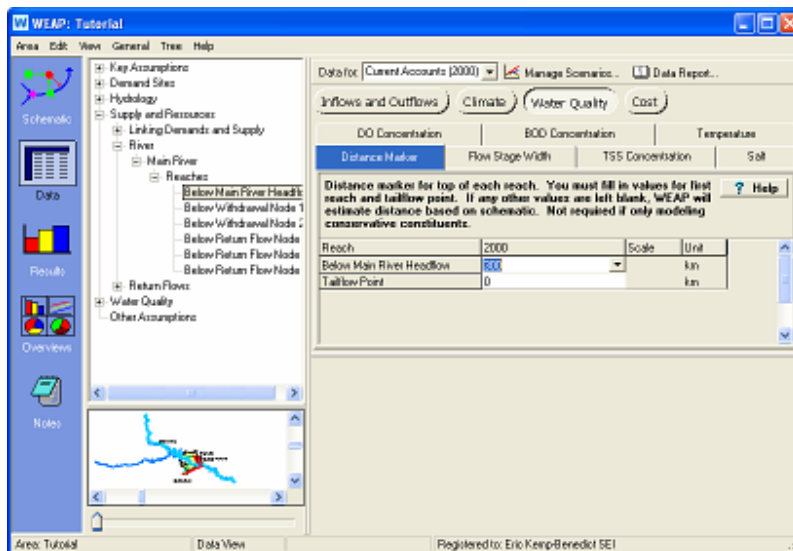 WEAP: Tutorial
Area Edit View General Tree Help
Schematic
Data
Results
Overviews
Notes
Key Assumptions
Demand Sites
Hydrology
Supply and Resources
Linking Demands and Supply
River
Main River
Reaches
Below Main River Headfl
Below Withdrawal Node 1
Below Withdrawal Node 2
Below Return Flow Node
Below Return Flow Node
Below Return Flow Node
Return Flows
Water Quality
Other Assumptions
Data for: Current Accounts (2000) Manage Scenarios... Data Report...
Inflows and Outflows Climate Water Quality Cost
DO Concentration BOD Concentration Temperature
Distance Marker Flow Stage Width TSS Concentration Salt
Distance marker for top of each reach. You must fill in values for first
reach and tailflow point. If any other values are left blank, WEAP will
estimate distance based on schematic. Not required if only modeling
conservative constituents.
? Help
Reach 2000 Scale Unit
Below Main River Headflow km
Tailflow Point 0 km
Area: Tutorial Data View Registered to: Eric Kemp-Benedict SEI